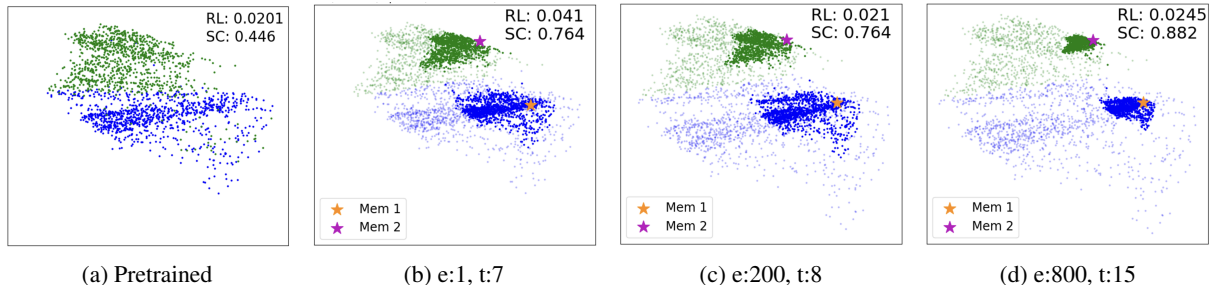 RL: 0.0201
SC: 0.446
RL: 0.041
SC: 0.764
Mem 1
Mem 2
RL: 0.021
SC: 0.764
Mem 1
Mem 2
RL: 0.0245
SC: 0.882
Mem 1
Mem 2
(a) Pretrained
(b) e:1, t:7
(c) e:200, t:8
(d) e:800, t:15